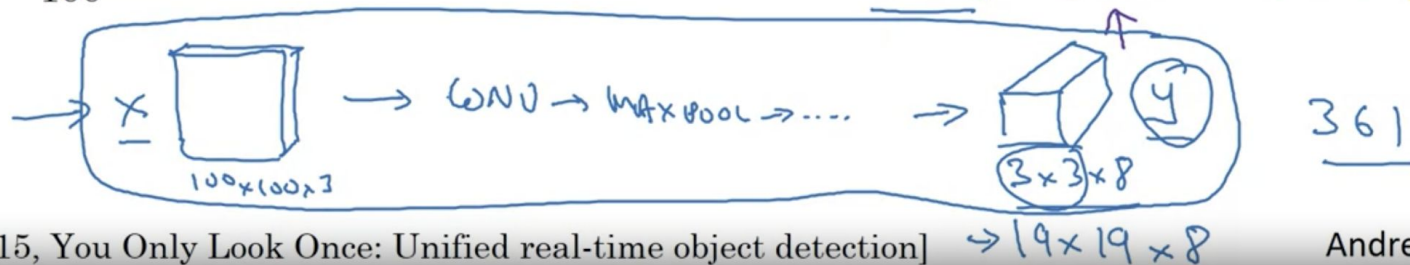 x → CONV → MAXPOOL → .... → y
361
100x100x3
3x3x8
15, You Only Look Once: Unified real-time object detection] → 19x19x8
Andre